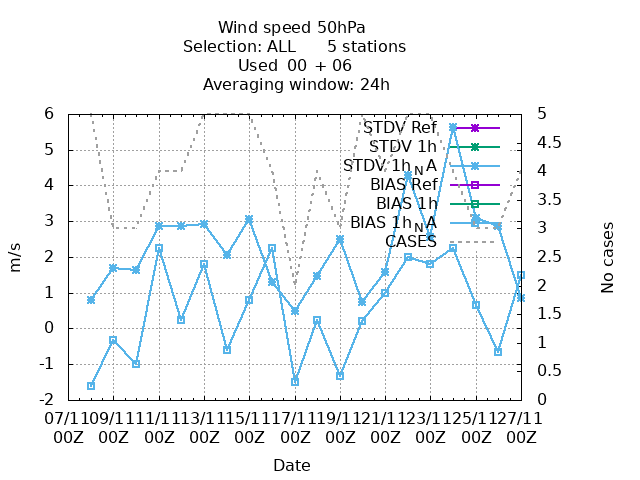 Wind speed 50hPa
Selection: ALL 5 stations
Used 00 + 06
Averaging window: 24h
6 5
5 4.5
4 4
3 3.5
2 3
1 2.5
0 2
-1 1.5
-2 1
0.5
0
m/s
No cases
STDV Ref
STDV 1h
STDV 1hNA
BIAS Ref
BIAS 1h
BIAS 1hNA
CASES
07/11 09/11 11/11 13/11 15/11 17/11 19/11 21/11 23/11 25/11 27/11
00Z 00Z 00Z 00Z 00Z 00Z 00Z 00Z 00Z 00Z 00Z
Date